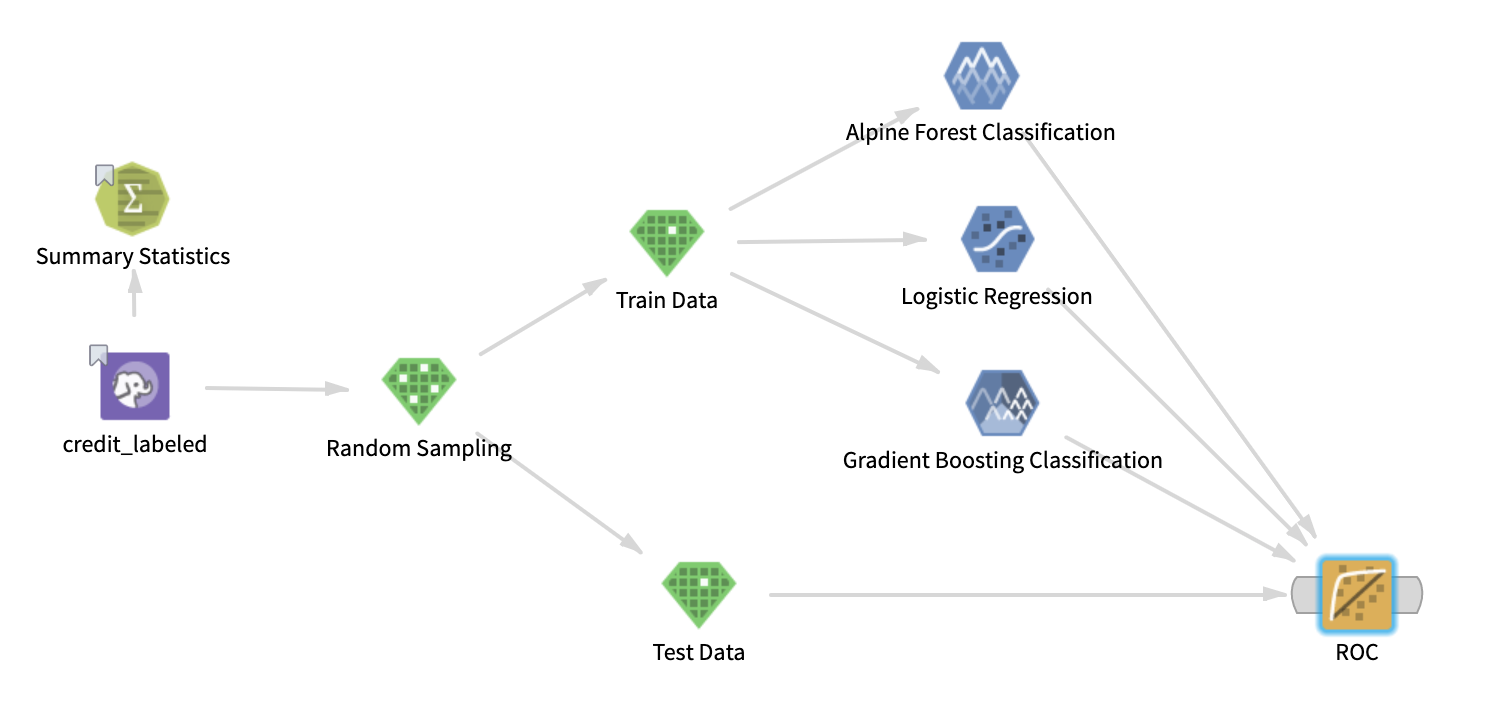 Alpine Forest Classification
Summary Statistics
Σ
Train Data
Logistic Regression
credit_labeled
Random Sampling
Gradient Boosting Classification
Test Data
ROC